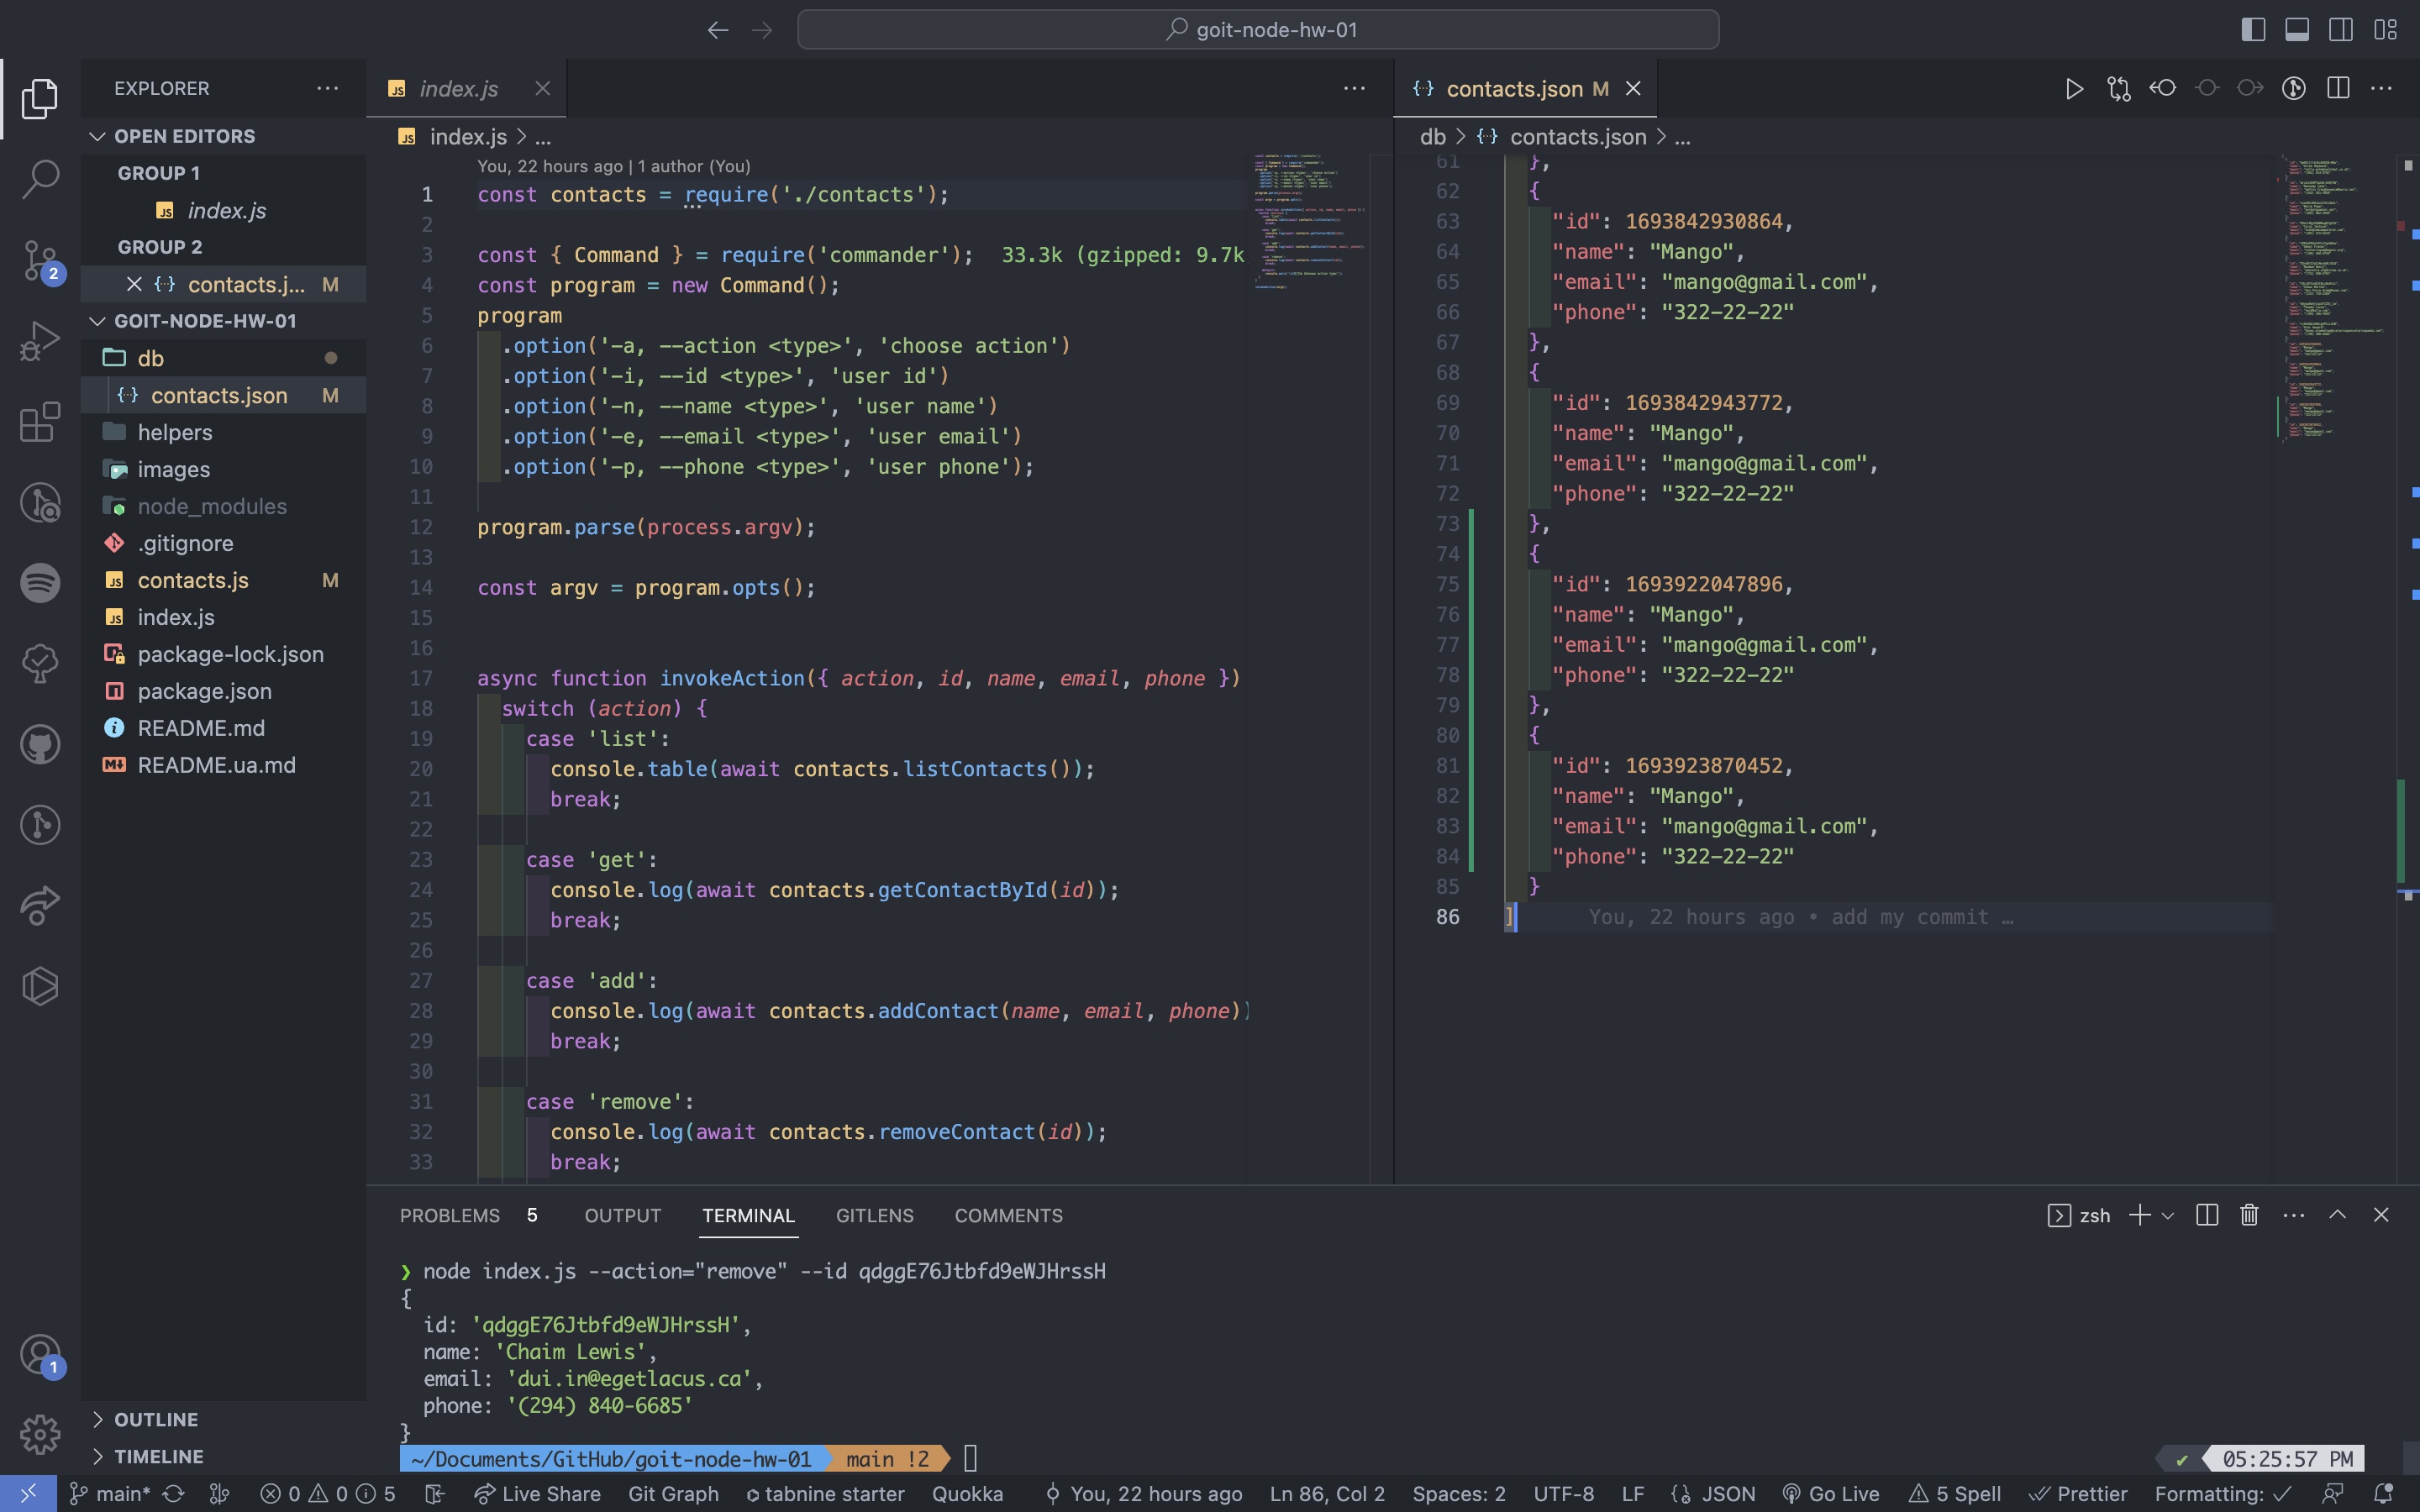 goit-node-hw-01
EXPLORER
OPEN EDITORS
GROUP 1
index.js
GROUP 2
contacts.j... M
GOIT-NODE-HW-01
db
contacts.json M
helpers
images
node_modules
.gitignore
contacts.js M
index.js
package-lock.json
package.json
README.md
README.ua.md
OUTLINE
TIMELINE
2
1
index.js
index.js > ...
You, 22 hours ago | 1 author (You)
1 const contacts = require('./contacts');
2
3 const { Command } = require('commander'); 33.3k (gzipped: 9.7k
4 const program = new Command();
5 program
6 .option('-a, --action <type>', 'choose action')
7 .option('-i, --id <type>', 'user id')
8 .option('-n, --name <type>', 'user name')
9 .option('-e, --email <type>', 'user email')
10 .option('-p, --phone <type>', 'user phone');
11
12 program.parse(process.argv);
13
14 const argv = program.opts();
15
16
17 async function invokeAction({ action, id, name, email, phone })
18 switch (action) {
19 case 'list':
20 console.table(await contacts.listContacts());
21 break;
22
23 case 'get':
24 console.log(await contacts.getContactById(id));
25 break;
26
27 case 'add':
28 console.log(await contacts.addContact(name, email, phone))
29 break;
30
31 case 'remove':
32 console.log(await contacts.removeContact(id));
33 break;
contacts.json M
db > contacts.json > ...
61 },
62 {
63 "id": 1693842930864,
64 "name": "Mango",
65 "email": "mango@gmail.com",
66 "phone": "322-22-22"
67 },
68 {
69 "id": 1693842943772,
70 "name": "Mango",
71 "email": "mango@gmail.com",
72 "phone": "322-22-22"
73 },
74 {
75 "id": 1693922047896,
76 "name": "Mango",
77 "email": "mango@gmail.com",
78 "phone": "322-22-22"
79 },
80 {
81 "id": 1693923870452,
82 "name": "Mango",
83 "email": "mango@gmail.com",
84 "phone": "322-22-22"
85 }
86 ] You, 22 hours ago • add my commit …
PROBLEMS 5 OUTPUT TERMINAL GITLENS COMMENTS
zsh
❯ node index.js --action="remove" --id qdggE76Jtbfd9eWJHrssH
{
id: 'qdggE76Jtbfd9eWJHrssH',
name: 'Chaim Lewis',
email: 'dui.in@egetlacus.ca',
phone: '(294) 840-6685'
}
~/Documents/GitHub/goit-node-hw-01 main !2
✔ 05:25:57 PM
main* 0 0 5 Live Share Git Graph tabnine starter Quokka You, 22 hours ago Ln 86, Col 2 Spaces: 2 UTF-8 LF JSON Go Live 5 Spell Prettier Formatting: ✓